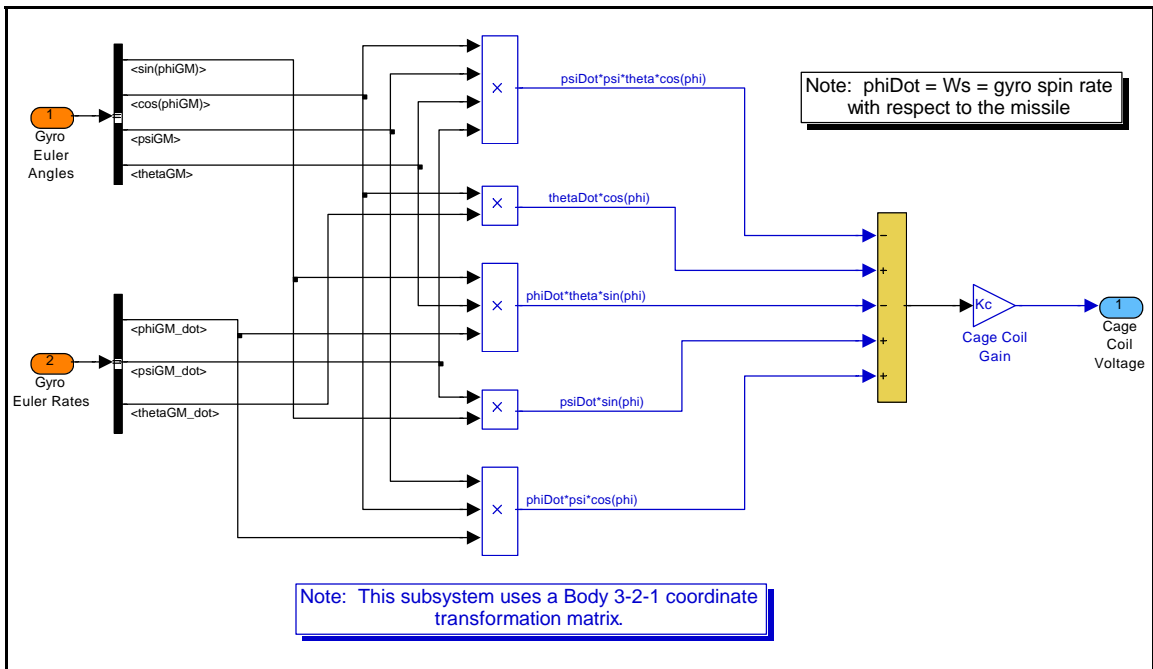 <sin(phiGM)>
<cos(phiGM)>
<psiGM>
<thetaGM>
1
Gyro
Euler
Angles
<phiGM_dot>
<psiGM_dot>
<thetaGM_dot>
2
Gyro
Euler Rates
×
psiDot*psi*theta*cos(phi)
×
thetaDot*cos(phi)
×
phiDot*theta*sin(phi)
×
psiDot*sin(phi)
×
phiDot*psi*cos(phi)
Note: phiDot = Ws = gyro spin rate
with respect to the missile
−
+
−
+
+
Kc
Cage Coil
Gain
1
Cage
Coil
Voltage
Note: This subsystem uses a Body 3-2-1 coordinate
transformation matrix.